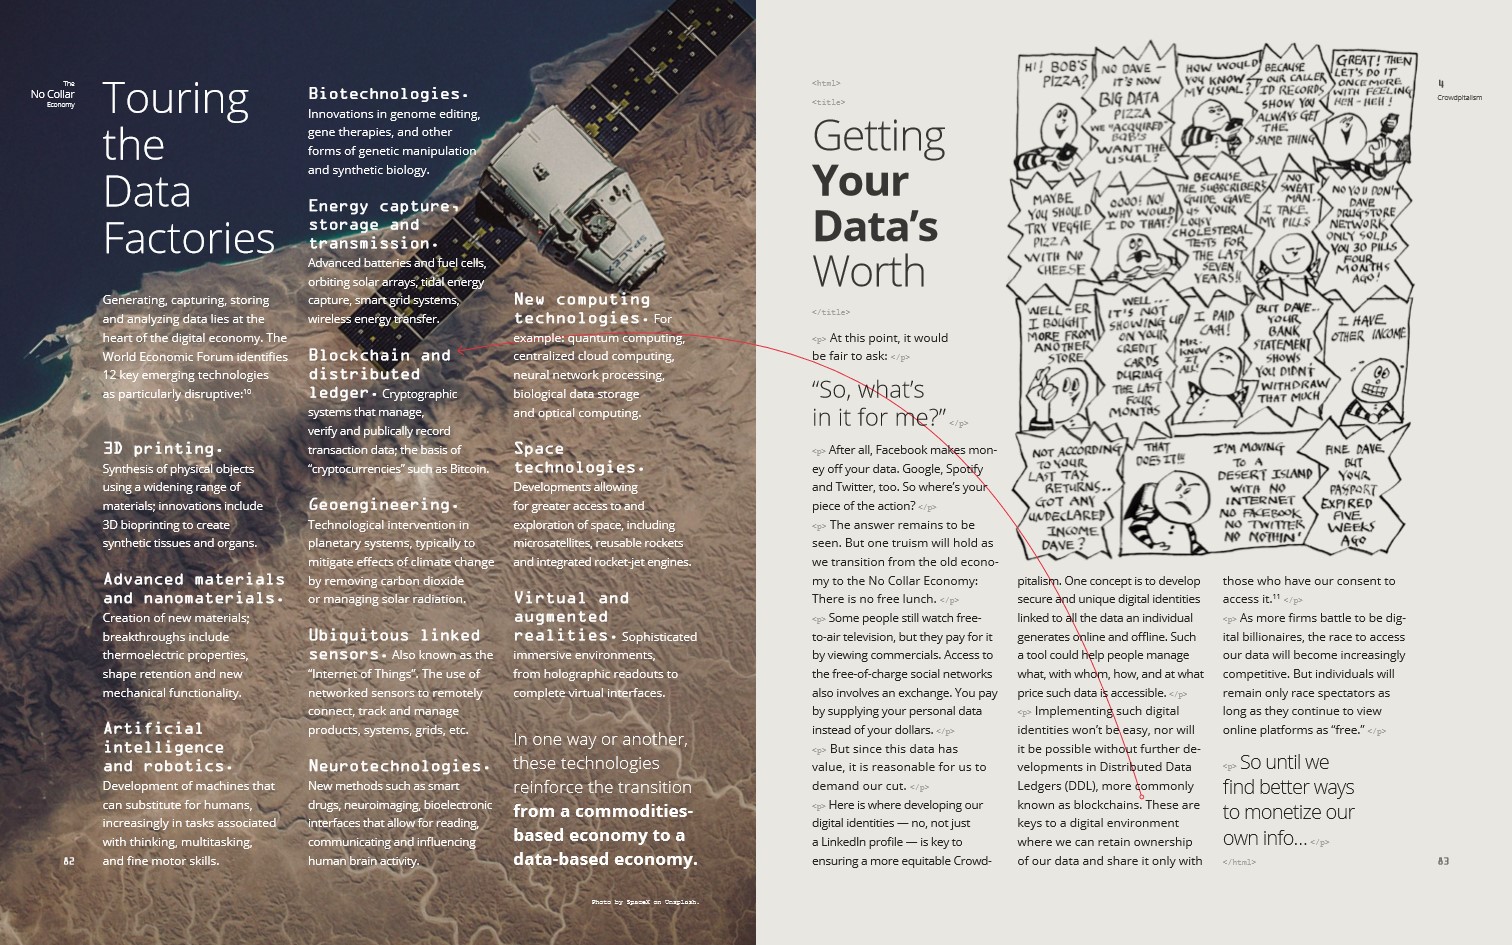 The
No Collar
Economy
Touring
the
Data
Factories
Generating, capturing, storing
and analyzing data lies at the
heart of the digital economy. The
World Economic Forum identifies
12 key emerging technologies
as particularly disruptive:¹⁰
3D printing.
Synthesis of physical objects
using a widening range of
materials; innovations include
3D bioprinting to create
synthetic tissues and organs.
Advanced materials
and nanomaterials.
Creation of new materials;
breakthroughs include
thermoelectric properties,
shape retention and new
mechanical functionality.
Artificial
intelligence
and robotics.
Development of machines that
can substitute for humans,
increasingly in tasks associated
with thinking, multitasking,
and fine motor skills.
82
Biotechnologies.
Innovations in genome editing,
gene therapies, and other
forms of genetic manipulation
and synthetic biology.
Energy capture,
storage and
transmission.
Advanced batteries and fuel cells,
orbiting solar arrays, tidal energy
capture, smart grid systems,
wireless energy transfer.
Blockchain and
distributed
ledger. Cryptographic
systems that manage,
verify and publically record
transaction data; the basis of
“cryptocurrencies” such as Bitcoin.
Geoengineering.
Technological intervention in
planetary systems, typically to
mitigate effects of climate change
by removing carbon dioxide
or managing solar radiation.
Ubiquitous linked
sensors. Also known as the
“Internet of Things”. The use of
networked sensors to remotely
connect, track and manage
products, systems, grids, etc.
Neurotechnologies.
New methods such as smart
drugs, neuroimaging, bioelectronic
interfaces that allow for reading,
communicating and influencing
human brain activity.
SPACEX
New computing
technologies. For
example: quantum computing,
centralized cloud computing,
neural network processing,
biological data storage
and optical computing.
Space
technologies.
Developments allowing
for greater access to and
exploration of space, including
microsatellites, reusable rockets
and integrated rocket-jet engines.
Virtual and
augmented
realities. Sophisticated
immersive environments,
from holographic readouts to
complete virtual interfaces.
In one way or another,
these technologies
reinforce the transition
from a commodities-
based economy to a
data-based economy.
Photo by SpaceX on Unsplash.
<html>
<title>
Getting
Your
Data’s
Worth
</title>
<p> At this point, it would
be fair to ask: </p>
“So, what’s
in it for me?” </p>
<p> After all, Facebook makes mon-
ey off your data. Google, Spotify
and Twitter, too. So where’s your
piece of the action? </p>
<p> The answer remains to be
seen. But one truism will hold as
we transition from the old econo-
my to the No Collar Economy:
There is no free lunch. </p>
<p> Some people still watch free-
to-air television, but they pay for it
by viewing commercials. Access to
the free-of-charge social networks
also involves an exchange. You pay
by supplying your personal data
instead of your dollars. </p>
<p> But since this data has
value, it is reasonable for us to
demand our cut. </p>
<p> Here is where developing our
digital identities — no, not just
a LinkedIn profile — is key to
ensuring a more equitable Crowd-
HI! BOB'S
PIZZA?
NO DAVE -
IT'S NOW
BIG DATA
PIZZA
WE "ACQUIRED"
BOB'S
WANT THE
USUAL?
HOW WOULD
YOU KNOW
MY USUAL?
BECAUSE
OUR CALLER
ID RECORDS
SHOW YOU
ALWAYS GET
THE
SAME THING
GREAT! THEN
LET'S DO IT
ONCE MORE
WITH FEELING
HEH - HEH!
MAYBE
YOU SHOULD
TRY VEGGIE
PIZZA
WITH NO
CHEESE
OOOO! NO!
WHY WOULD
I DO THAT?
BECAUSE
THE SUBSCRIBERS
GUIDE GAVE
US YOUR
LOUSY
CHOLESTERAL
TESTS FOR
THE LAST
SEVEN
YEARS!!
NO
SWEAT
MAN..
I TAKE
MY PILLS
NO YOU DON'T
DAVE
DRUGSTORE
NETWORK
ONLY SOLD
YOU 30 PILLS
FOUR
MONTHS
AGO!
WELL-ER
I BOUGHT
MORE FROM
ANOTHER
STORE
WELL...
IT'S NOT
SHOWING UP
ON YOUR
CREDIT
CARDS
DURING
THE LAST
FOUR
MONTHS
I PAID
CASH!
MR.
KNOW
IT
ALL!
BUT DAVE..
YOUR
BANK
STATEMENT
SHOWS
YOU DIDN'T
WITHDRAW
THAT MUCH
I HAVE
OTHER INCOME
NOT ACCORDING
TO YOUR
LAST TAX
RETURNS..
GOT ANY
UNDECLARED
INCOME
DAVE?
THAT
DOES IT!!!
I'M MOVING
TO A
DESERT ISLAND
WITH NO
INTERNET
NO FACEBOOK
NO TWITTER
NO NOTHIN'
FINE DAVE
BUT
YOUR
PASPORT
EXPIRED
FIVE
WEEKS
AGO
pitalism. One concept is to develop
secure and unique digital identities
linked to all the data an individual
generates online and offline. Such
a tool could help people manage
what, with whom, how, and at what
price such data is accessible. </p>
<p> Implementing such digital
identities won’t be easy, nor will
it be possible without further de-
velopments in Distributed Data
Ledgers (DDL), more commonly
known as blockchains. These are
keys to a digital environment
where we can retain ownership
of our data and share it only with
those who have our consent to
access it.¹¹ </p>
<p> As more firms battle to be dig-
ital billionaires, the race to access
our data will become increasingly
competitive. But individuals will
remain only race spectators as
long as they continue to view
online platforms as “free.” </p>
<p> So until we
find better ways
to monetize our
own info... </p>
</html>
4
Crowdpitalism
83